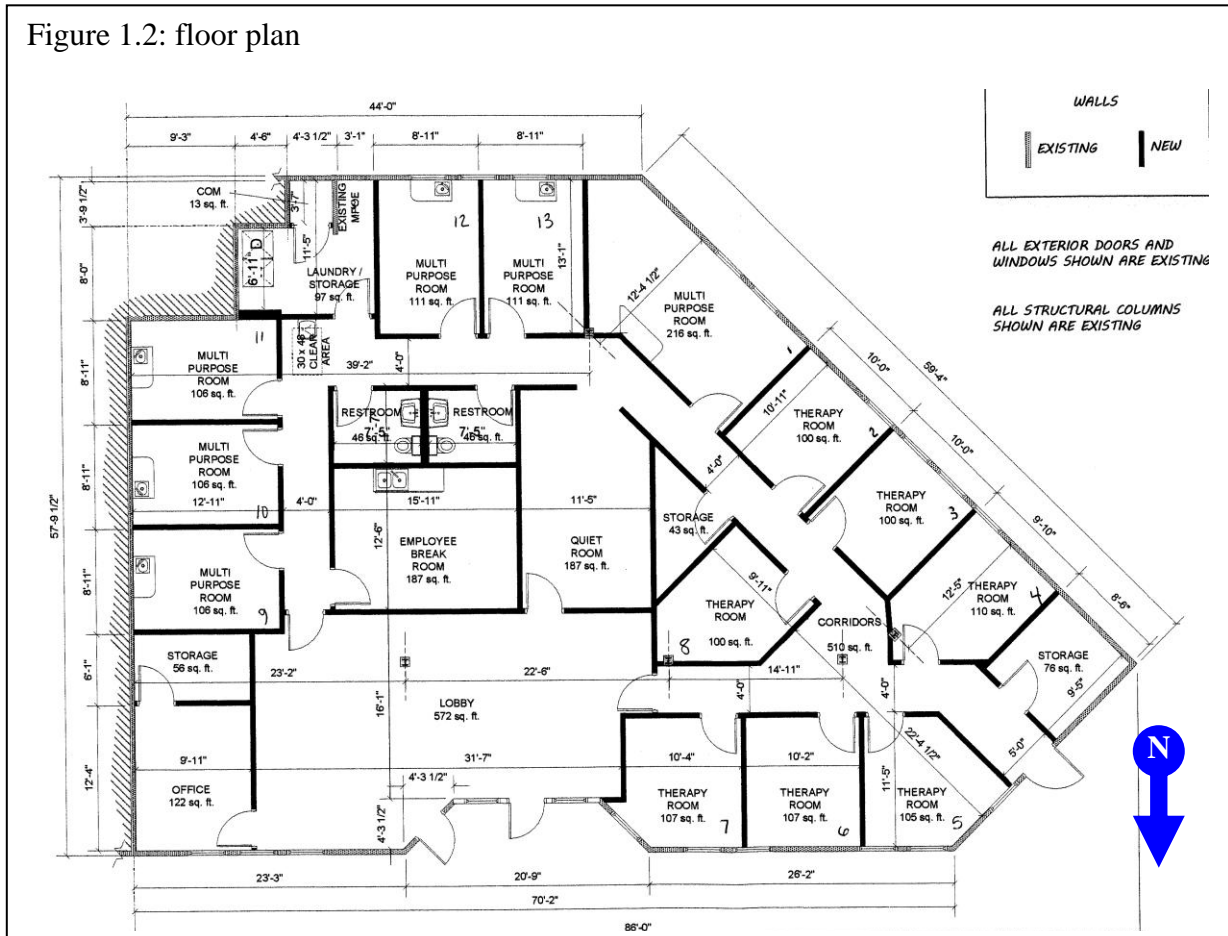 Figure 1.2: floor plan
WALLS
EXISTING
NEW
ALL EXTERIOR DOORS AND
WINDOWS SHOWN ARE EXISTING
ALL STRUCTURAL COLUMNS
SHOWN ARE EXISTING
44'-0"
9'-3"
4'-6"
4'-3 1/2"
3'-1"
8'-11"
8'-11"
57'-9 1/2"
3'-9 1/2"
8'-0"
8'-11"
8'-11"
8'-11"
6'-1"
12'-4"
COM
13 sq. ft.
3'-7"
11'-5"
EXISTING
MPOE
6'-11"
D
LAUNDRY /
STORAGE
97 sq. ft.
30 x 48
CLEAR
AREA
12
MULTI
PURPOSE
ROOM
111 sq. ft.
13
MULTI
PURPOSE
ROOM
111 sq. ft.
13'-1"
12'-4 1/2"
MULTI
PURPOSE
ROOM
216 sq. ft.
1
59'-4"
10'-0"
10'-0"
9'-10"
8'-6"
11
MULTI
PURPOSE
ROOM
106 sq. ft.
39'-2"
4'-0"
RESTROOM
46 sq. ft.
7'-5"
RESTROOM
46 sq. ft.
7'-5"
7'-7"
10'-11"
THERAPY
ROOM
100 sq. ft.
2
4'-0"
MULTI
PURPOSE
ROOM
106 sq. ft.
12'-11"
10
4'-0"
15'-11"
12'-6"
EMPLOYEE
BREAK
ROOM
187 sq. ft.
11'-5"
QUIET
ROOM
187 sq. ft.
STORAGE
43 sq. ft.
THERAPY
ROOM
100 sq. ft.
3
MULTI
PURPOSE
ROOM
106 sq. ft.
9
9'-11"
THERAPY
ROOM
100 sq. ft.
8
12'-5"
THERAPY
ROOM
110 sq. ft.
4
CORRIDORS
510 sq. ft.
STORAGE
76 sq. ft.
9'-5"
STORAGE
56 sq. ft.
23'-2"
22'-6"
14'-11"
4'-0"
4'-0"
16'-1"
LOBBY
572 sq. ft.
22'-4 1/2"
5'-0"
9'-11"
31'-7"
10'-4"
10'-2"
11'-5"
OFFICE
122 sq. ft.
4'-3 1/2"
4'-3 1/2"
THERAPY
ROOM
107 sq. ft.
7
THERAPY
ROOM
107 sq. ft.
6
THERAPY
ROOM
105 sq. ft.
5
N
23'-3"
20'-9"
26'-2"
70'-2"
86'-0"